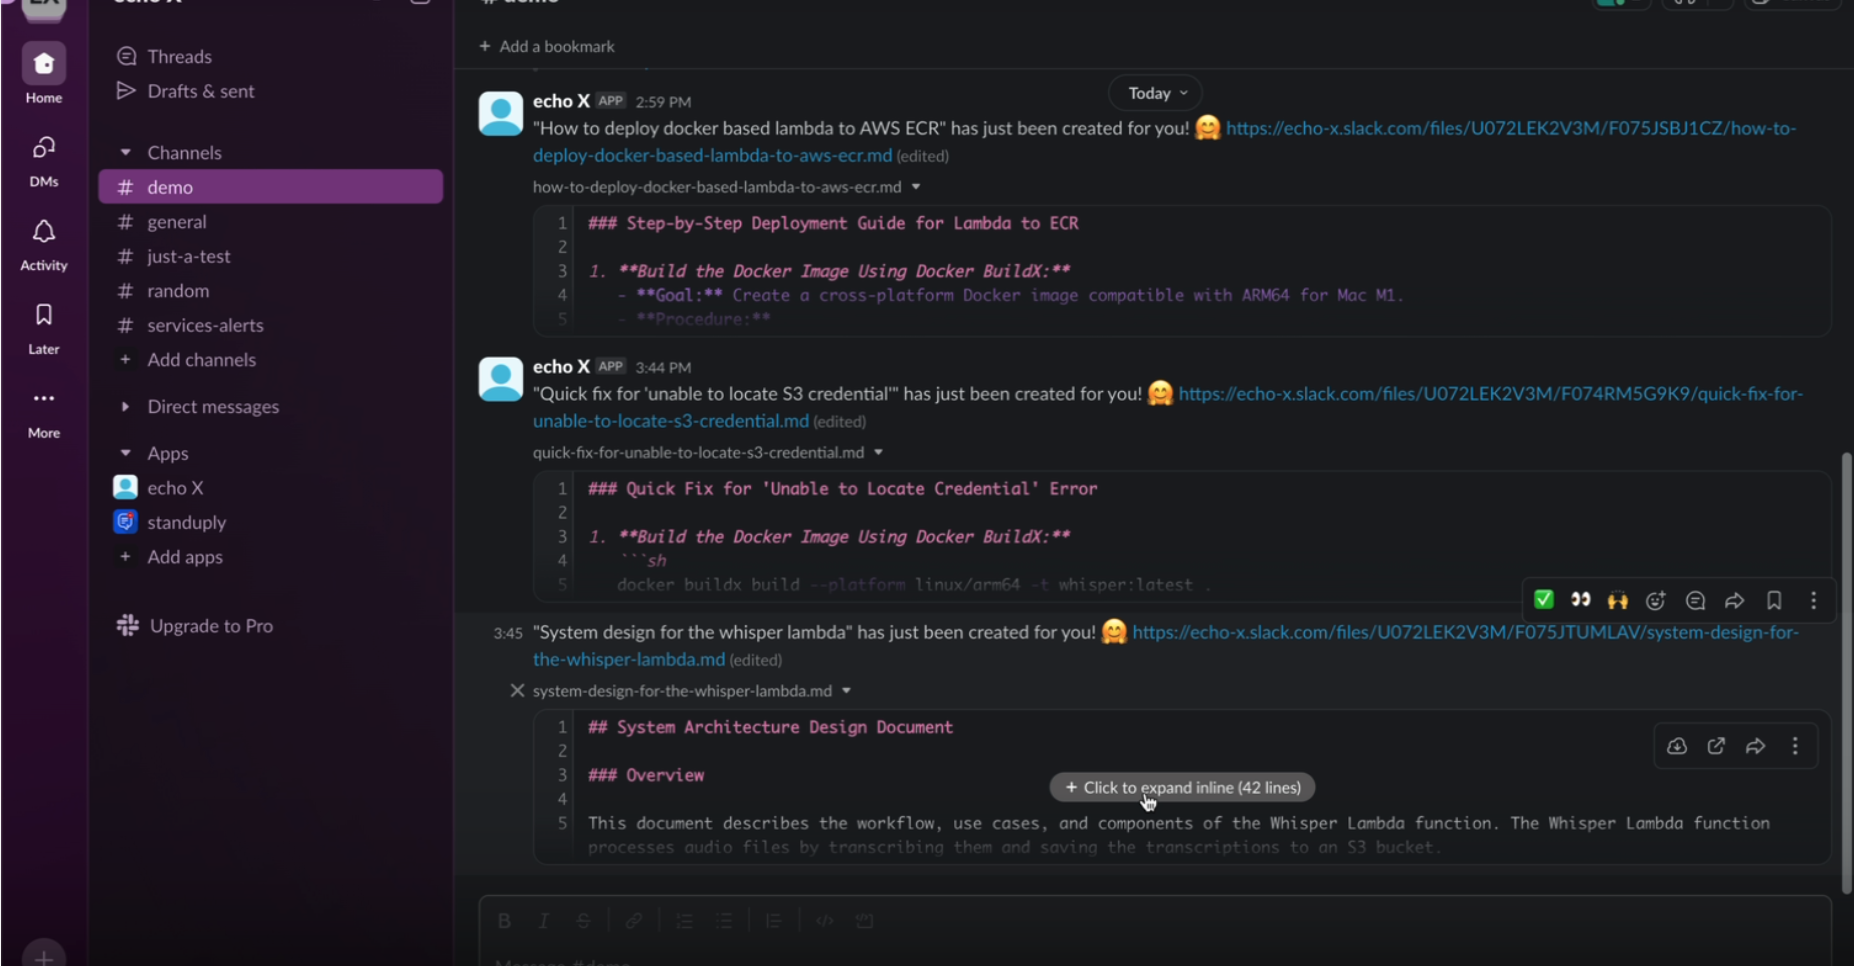 Home
DMs
Activity
Later
More
Threads
Drafts & sent
Channels
# demo
# general
# just-a-test
# random
# services-alerts
+ Add channels
Direct messages
Apps
echo X
standuply
+ Add apps
Upgrade to Pro
+ Add a bookmark
Today
echo X APP 2:59 PM
"How to deploy docker based lambda to AWS ECR" has just been created for you! 🤗 https://echo-x.slack.com/files/U072LEK2V3M/F075JSBJ1CZ/how-to-
deploy-docker-based-lambda-to-aws-ecr.md (edited)
how-to-deploy-docker-based-lambda-to-aws-ecr.md
1 ### Step-by-Step Deployment Guide for Lambda to ECR
2
3 1. **Build the Docker Image Using Docker BuildX:**
4 - **Goal:** Create a cross-platform Docker image compatible with ARM64 for Mac M1.
5 - **Procedure:**
echo X APP 3:44 PM
"Quick fix for 'unable to locate S3 credential'" has just been created for you! 🤗 https://echo-x.slack.com/files/U072LEK2V3M/F074RM5G9K9/quick-fix-for-
unable-to-locate-s3-credential.md (edited)
quick-fix-for-unable-to-locate-s3-credential.md
1 ### Quick Fix for 'Unable to Locate Credential' Error
2
3 1. **Build the Docker Image Using Docker BuildX:**
4 ```sh
5 docker buildx build --platform linux/arm64 -t whisper:latest .
3:45 "System design for the whisper lambda" has just been created for you! 🤗 https://echo-x.slack.com/files/U072LEK2V3M/F075JTUMLAV/system-design-for-
the-whisper-lambda.md (edited)
system-design-for-the-whisper-lambda.md
1 ## System Architecture Design Document
2
3 ### Overview
+ Click to expand inline (42 lines)
4
5 This document describes the workflow, use cases, and components of the Whisper Lambda function. The Whisper Lambda function
processes audio files by transcribing them and saving the transcriptions to an S3 bucket.
B I S